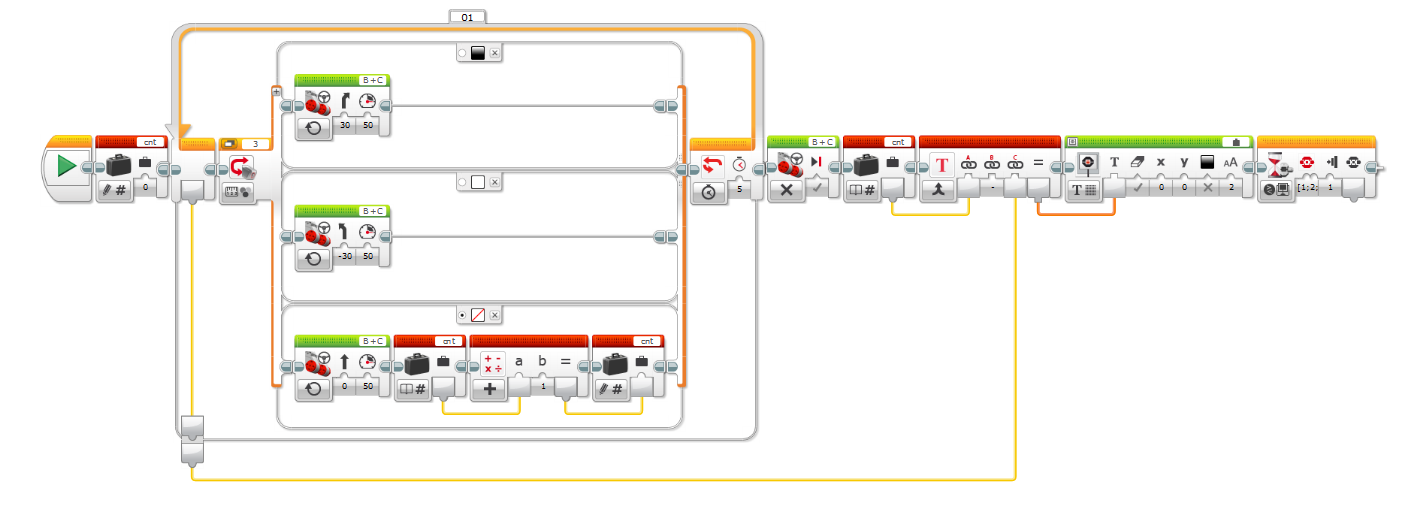 01
B+C
30 50
cnt
#
0
3
B+C
-30 50
B+C
0 50
cnt
#
+ -
x ÷
a b =
1
cnt
#
5
B+C
cnt
#
T A B C =
-
T x y AA
T 0 0 2
[1;2; 1